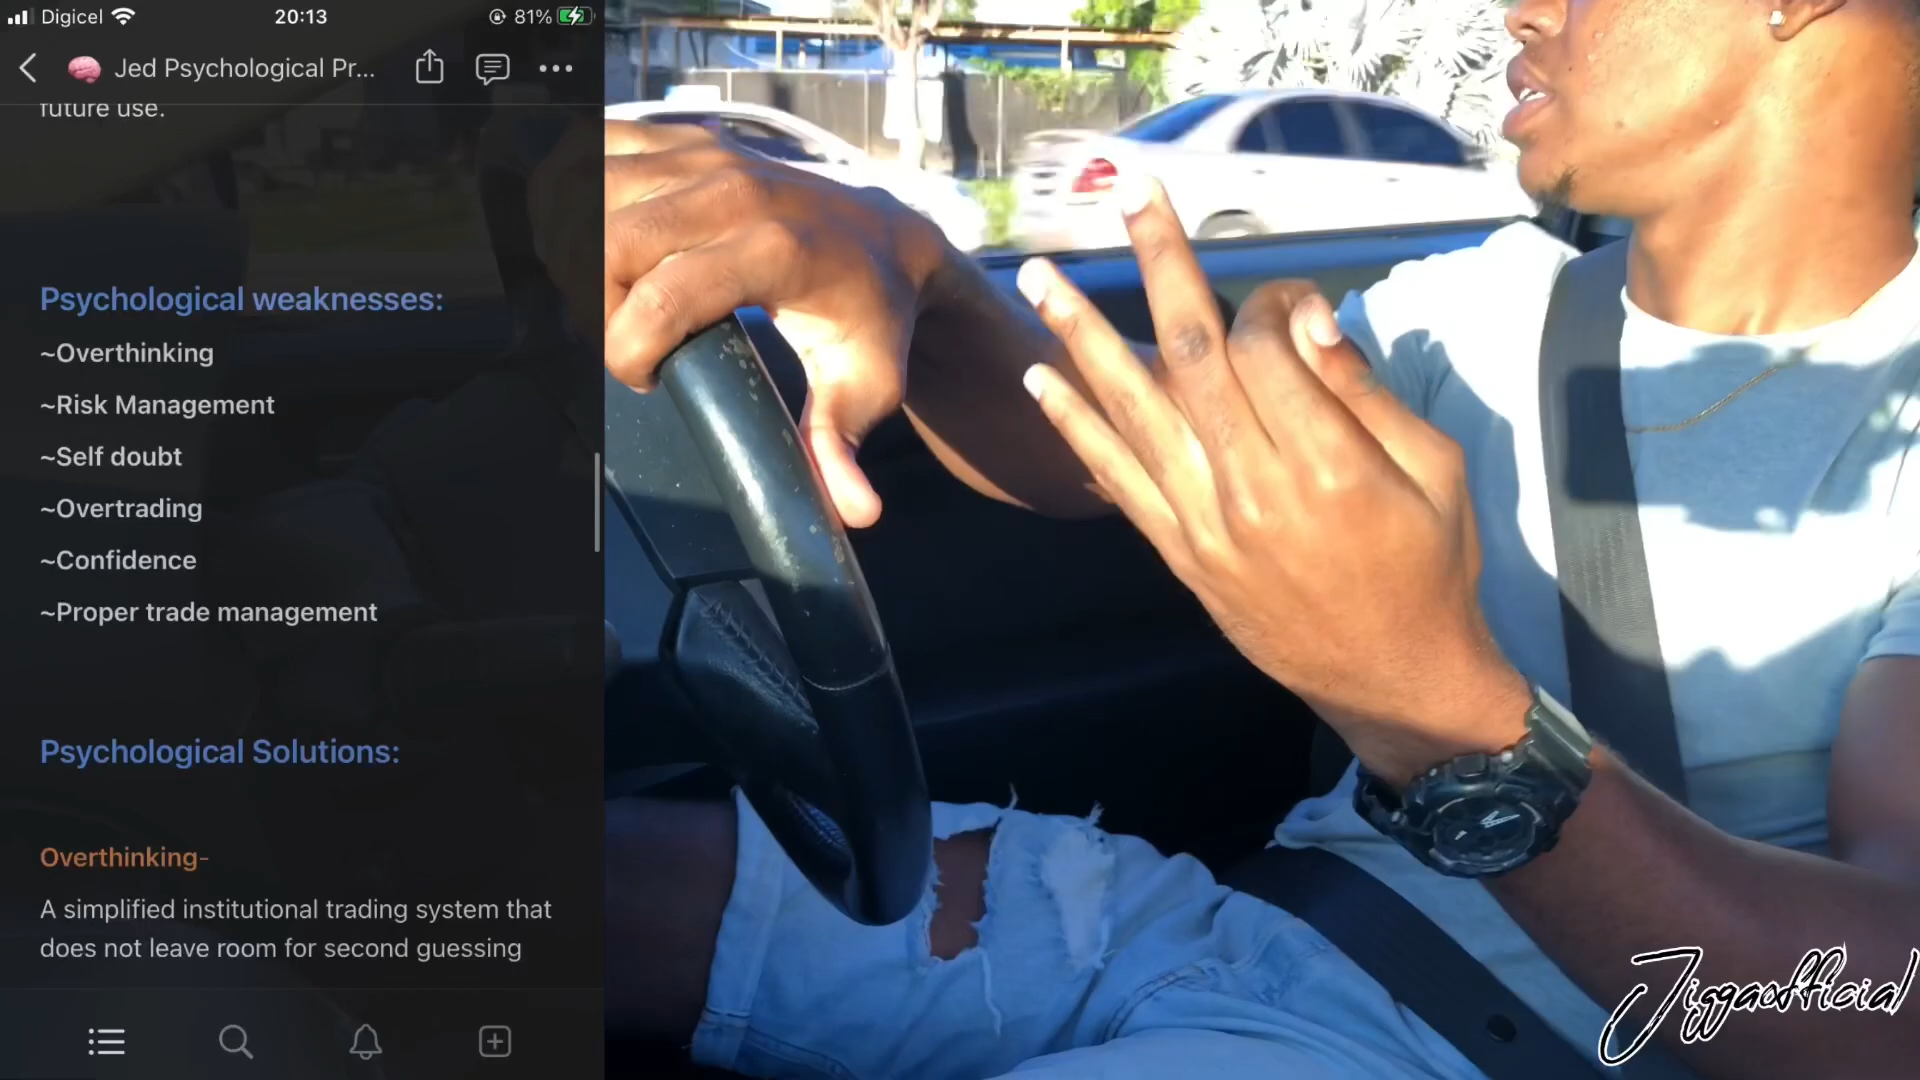 Digicel
20:13
81%
Jed Psychological Pr...
future use.
Psychological weaknesses:
~Overthinking
~Risk Management
~Self doubt
~Overtrading
~Confidence
~Proper trade management
Psychological Solutions:
Overthinking-
A simplified institutional trading system that
does not leave room for second guessing
Jiggaofficial